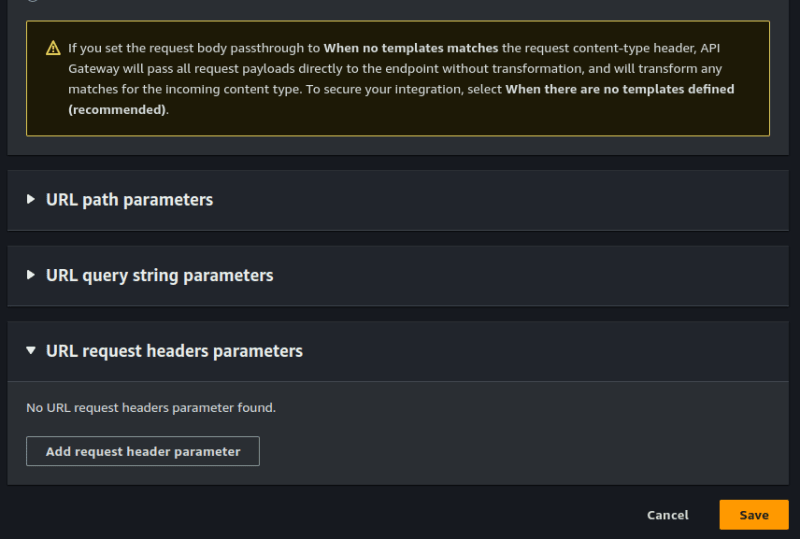 If you set the request body passthrough to When no templates matches the request content-type header, API
Gateway will pass all request payloads directly to the endpoint without transformation, and will transform any
matches for the incoming content type. To secure your integration, select When there are no templates defined
(recommended).
URL path parameters
URL query string parameters
URL request headers parameters
No URL request headers parameter found.
Add request header parameter
Cancel
Save